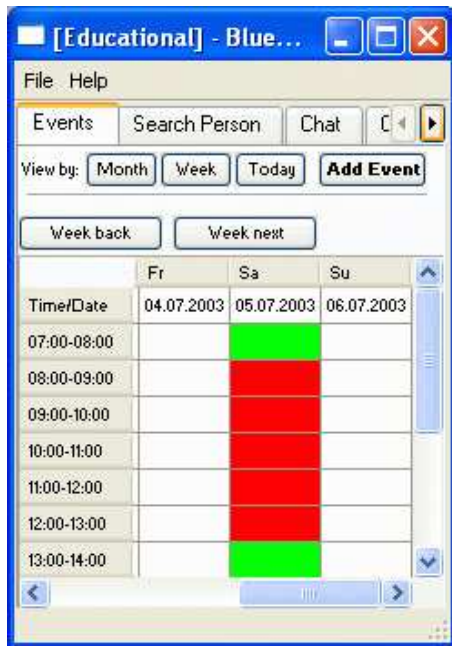 [Educational] - Blue...
File Help
Events Search Person Chat
View by: Month Week Today Add Event
Week back Week next
Fr Sa Su
Time/Date 04.07.2003 05.07.2003 06.07.2003
07:00-08:00
08:00-09:00
09:00-10:00
10:00-11:00
11:00-12:00
12:00-13:00
13:00-14:00